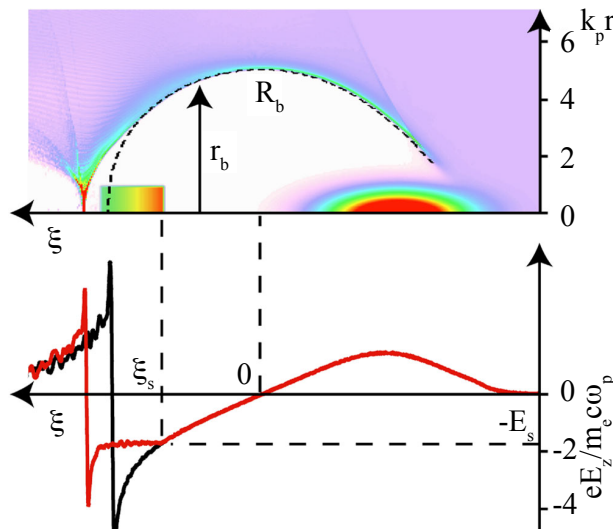 6
k_p r
4
R_b
r_b
2
0
ξ
ξ_s
0
0
ξ
-E_s
-2
-4
eE_z/m_e cω_p